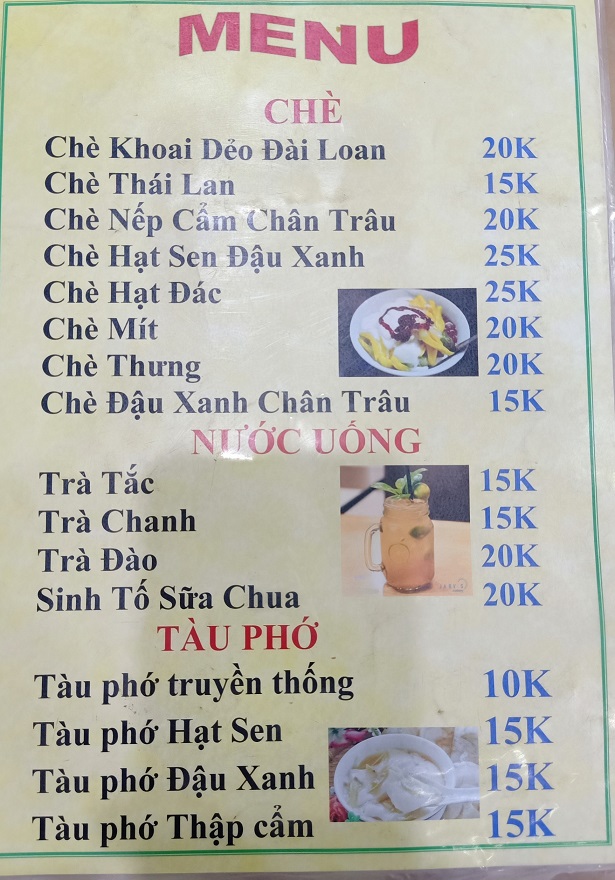 MENU
CHÈ
Chè Khoai Dẻo Đài Loan 20K
Chè Thái Lan 15K
Chè Nếp Cẩm Chân Trâu 20K
Chè Hạt Sen Đậu Xanh 25K
Chè Hạt Đác 25K
Chè Mít 20K
Chè Thưng 20K
Chè Đậu Xanh Chân Trâu 15K
NƯỚC UỐNG
Trà Tắc 15K
Trà Chanh 15K
Trà Đào 20K
Sinh Tố Sữa Chua 20K
TÀU PHỚ
Tàu phớ truyền thống 10K
Tàu phớ Hạt Sen 15K
Tàu phớ Đậu Xanh 15K
Tàu phớ Thập cẩm 15K